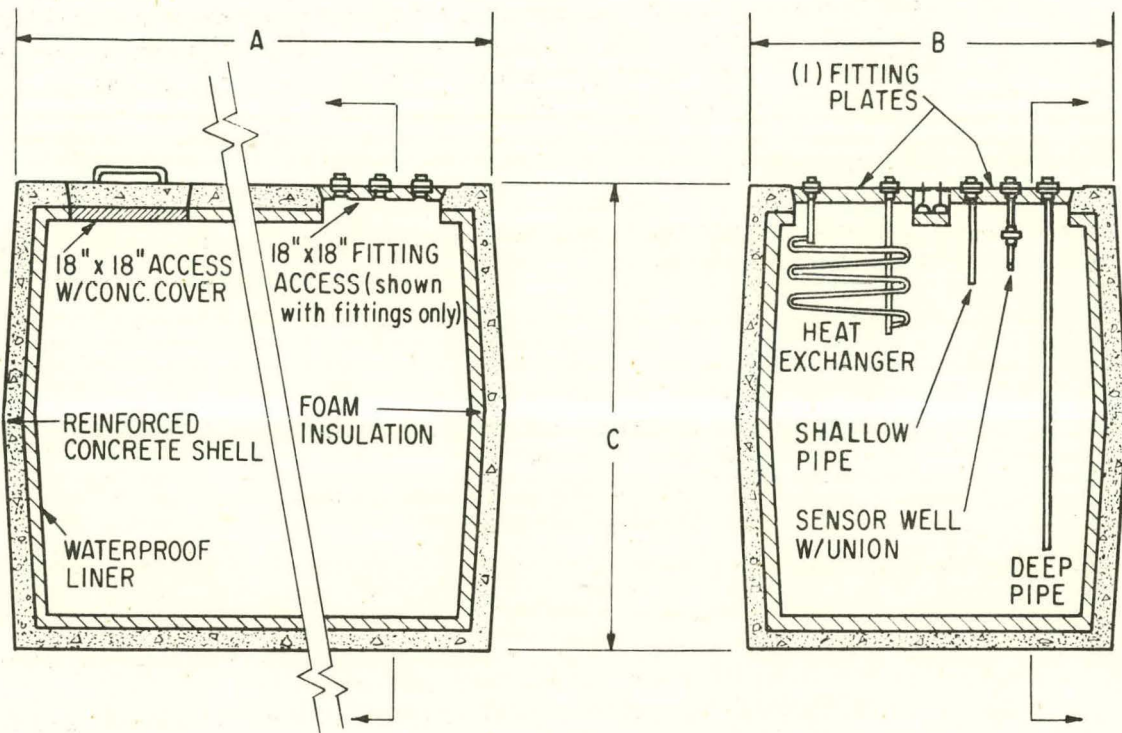 A
18" x 18" ACCESS
W/CONC. COVER
18" x 18" FITTING
ACCESS (shown
with fittings only)
REINFORCED
CONCRETE SHELL
FOAM
INSULATION
WATERPROOF
LINER
C
B
(1) FITTING
PLATES
HEAT
EXCHANGER
SHALLOW
PIPE
SENSOR WELL
W/UNION
DEEP
PIPE